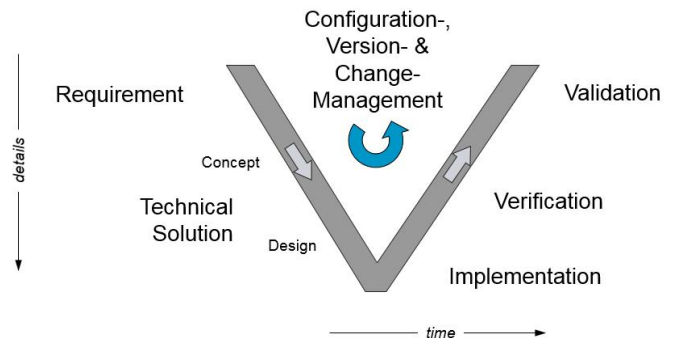 Configuration-,
Version- &
Change-
Management
Requirement
Validation
details
Concept
Technical
Solution
Verification
Design
Implementation
time